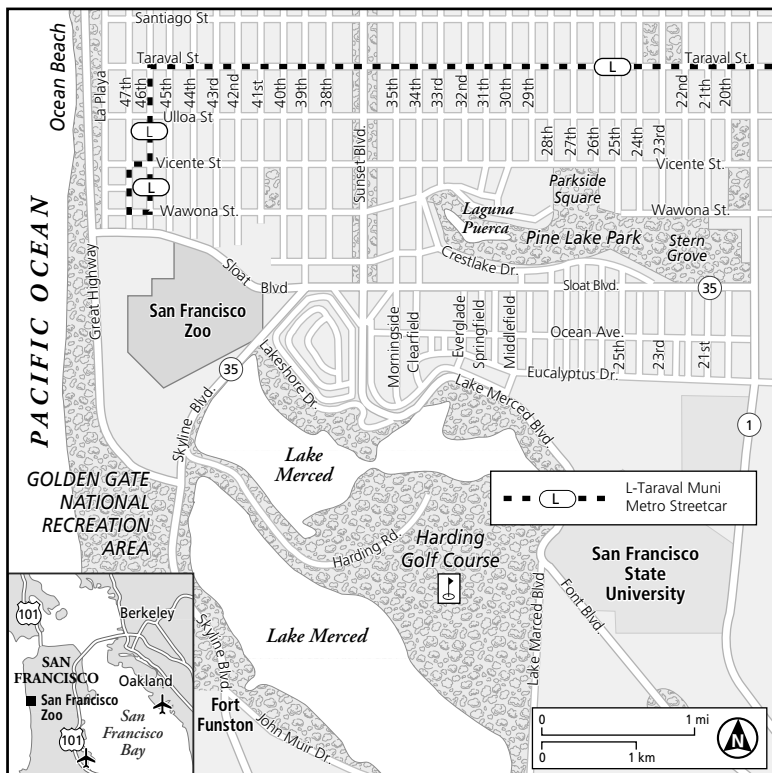 Santiago St
Taraval St
Taraval St.
L
Ocean Beach
La Playa
47th
46th
45th
44th
43rd
42nd
41st
40th
39th
38th
35th
34th
33rd
32nd
31st
30th
29th
22nd
21st
20th
Ulloa St
L
28th
27th
26th
25th
24th
23rd
Vicente St
Vicente St.
L
Sunset Blvd.
Wawona St.
Wawona St.
Parkside
Square
Laguna
Puerca
Pine Lake Park
Stern
Grove
Crestlake Dr.
PACIFIC OCEAN
Great Highway
Sloat Blvd
Sloat Blvd.
35
San Francisco
Zoo
Morningside
Clearfield
Everglade
Springfield
Middlefield
Ocean Ave.
25th
23rd
21st
Eucalyptus Dr.
35
Skyline Blvd.
Lakeshore Dr.
Lake Merced Blvd
1
Lake
Merced
GOLDEN GATE
NATIONAL
RECREATION
AREA
L
L-Taraval Muni
Metro Streetcar
Harding Rd.
Harding
Golf Course
San Francisco
State
University
Font Blvd.
Lake Marced Blvd
Lake Merced
Skyline Blvd
Fort
Funston
John Muir Dr.
101
Berkeley
SAN
FRANCISCO
Oakland
San Francisco
Zoo
San
Francisco
Bay
101
0
1 mi
0
1 km
N